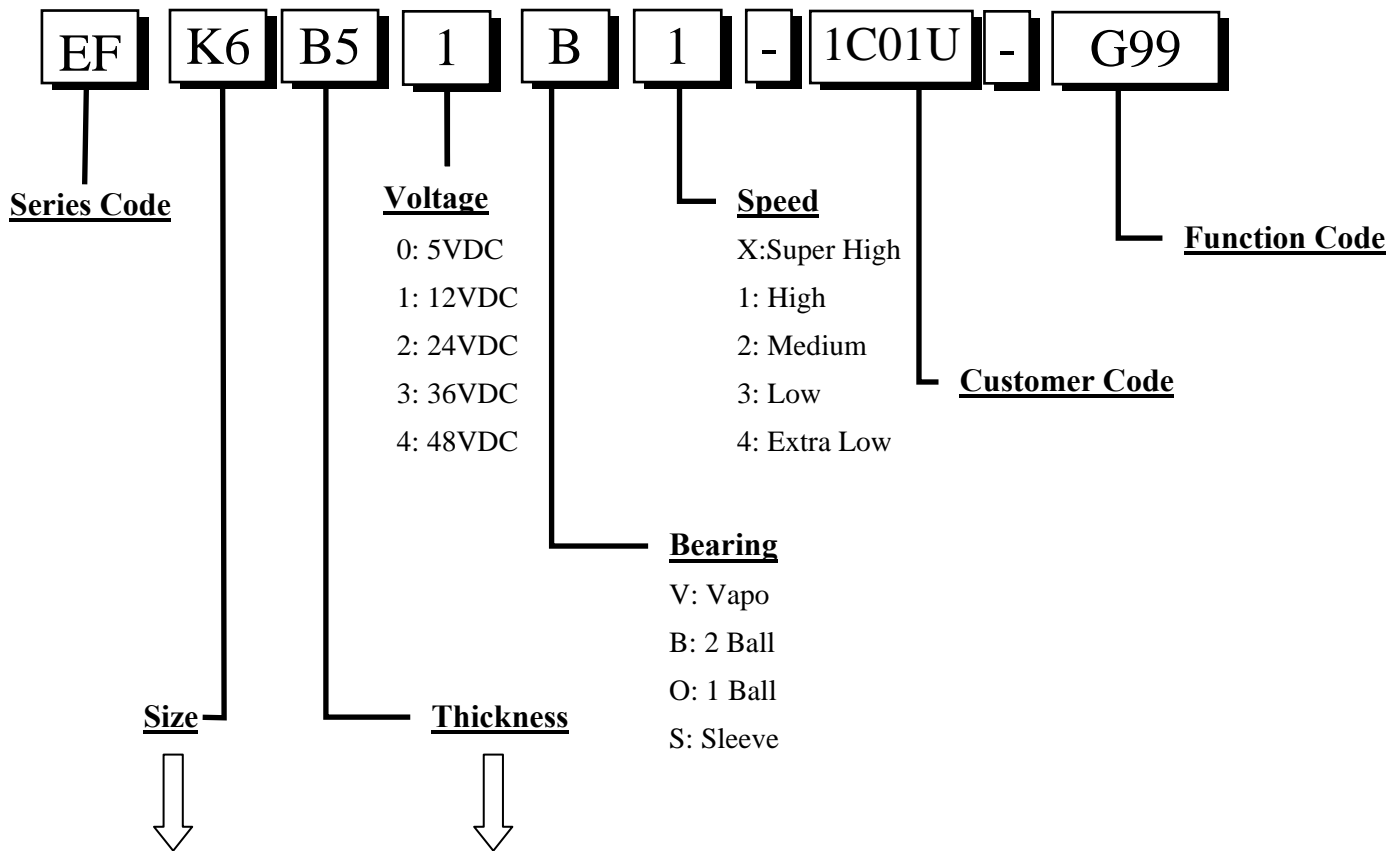 EF K6 B5 1 B 1 - 1C01U - G99
Series Code
Voltage
0: 5VDC
1: 12VDC
2: 24VDC
3: 36VDC
4: 48VDC
Speed
X:Super High
1: High
2: Medium
3: Low
4: Extra Low
Function Code
Customer Code
Bearing
V: Vapo
B: 2 Ball
O: 1 Ball
S: Sleeve
Size
Thickness